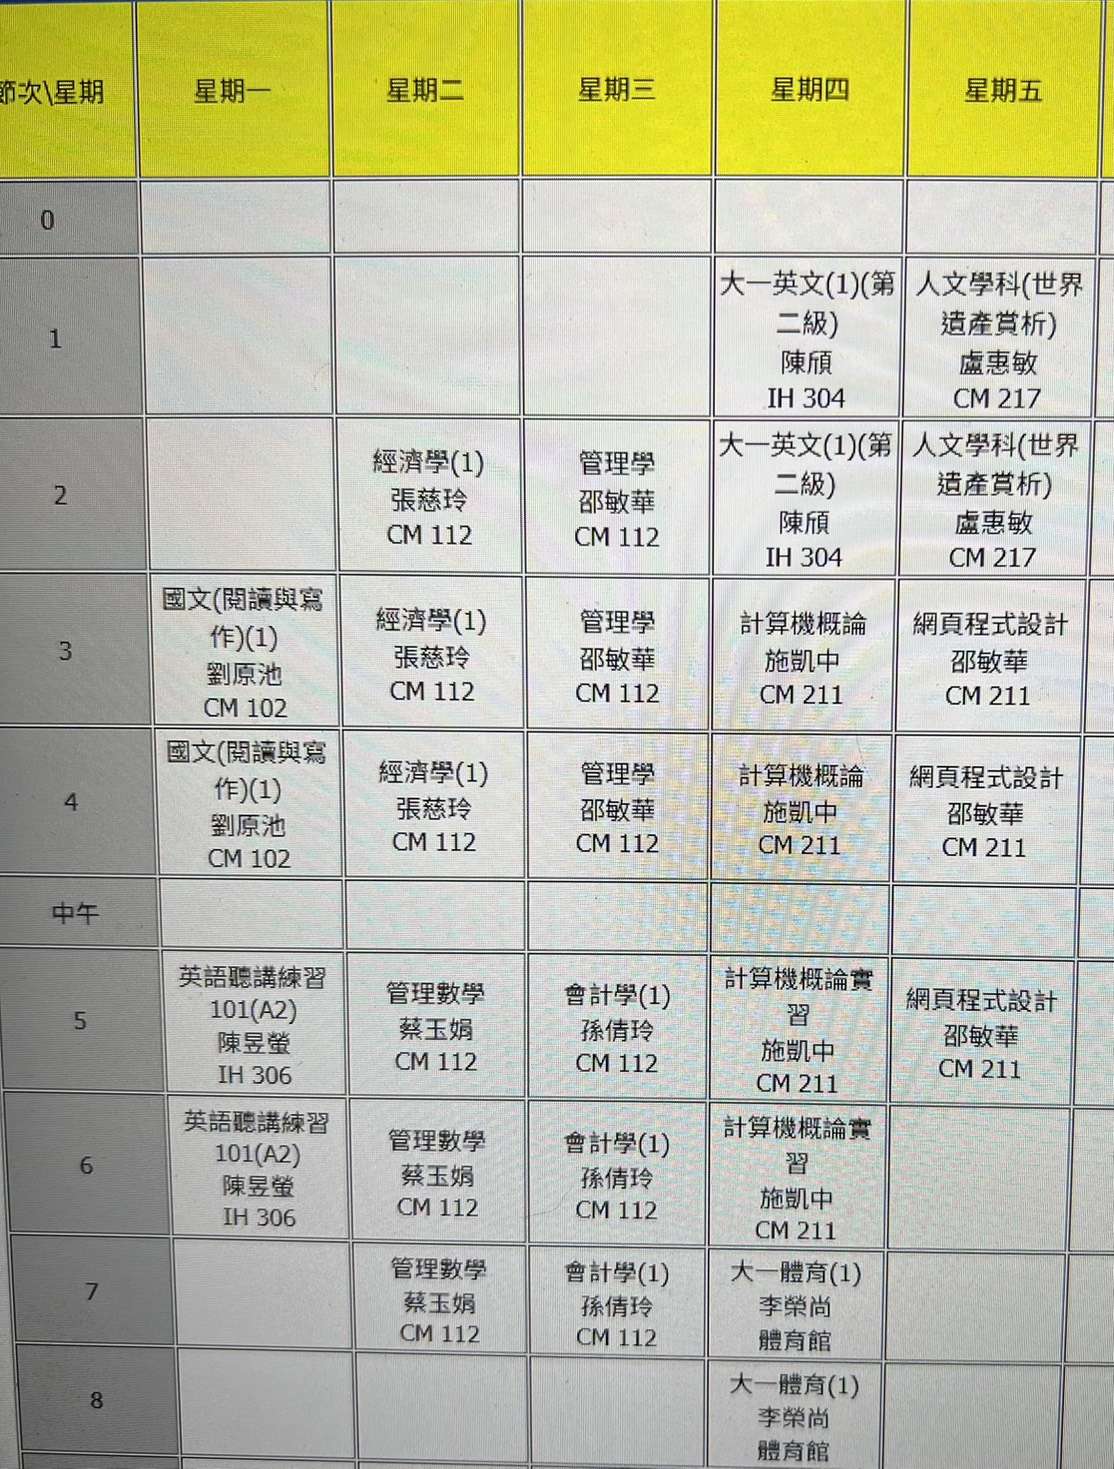 節次\星期
星期一
星期二
星期三
星期四
星期五
0
1
大一英文(1)(第
二級)
陳頎
IH 304
人文學科(世界
遺產賞析)
盧惠敏
CM 217
2
經濟學(1)
張慈玲
CM 112
管理學
邵敏華
CM 112
大一英文(1)(第
二級)
陳頎
IH 304
人文學科(世界
遺產賞析)
盧惠敏
CM 217
3
國文(閱讀與寫
作)(1)
劉原池
CM 102
經濟學(1)
張慈玲
CM 112
管理學
邵敏華
CM 112
計算機概論
施凱中
CM 211
網頁程式設計
邵敏華
CM 211
4
國文(閱讀與寫
作)(1)
劉原池
CM 102
經濟學(1)
張慈玲
CM 112
管理學
邵敏華
CM 112
計算機概論
施凱中
CM 211
網頁程式設計
邵敏華
CM 211
中午
5
英語聽講練習
101(A2)
陳昱螢
IH 306
管理數學
蔡玉娟
CM 112
會計學(1)
孫倩玲
CM 112
計算機概論實
習
施凱中
CM 211
網頁程式設計
邵敏華
CM 211
6
英語聽講練習
101(A2)
陳昱螢
IH 306
管理數學
蔡玉娟
CM 112
會計學(1)
孫倩玲
CM 112
計算機概論實
習
施凱中
CM 211
7
管理數學
蔡玉娟
CM 112
會計學(1)
孫倩玲
CM 112
大一體育(1)
李榮尚
體育館
8
大一體育(1)
李榮尚
體育館